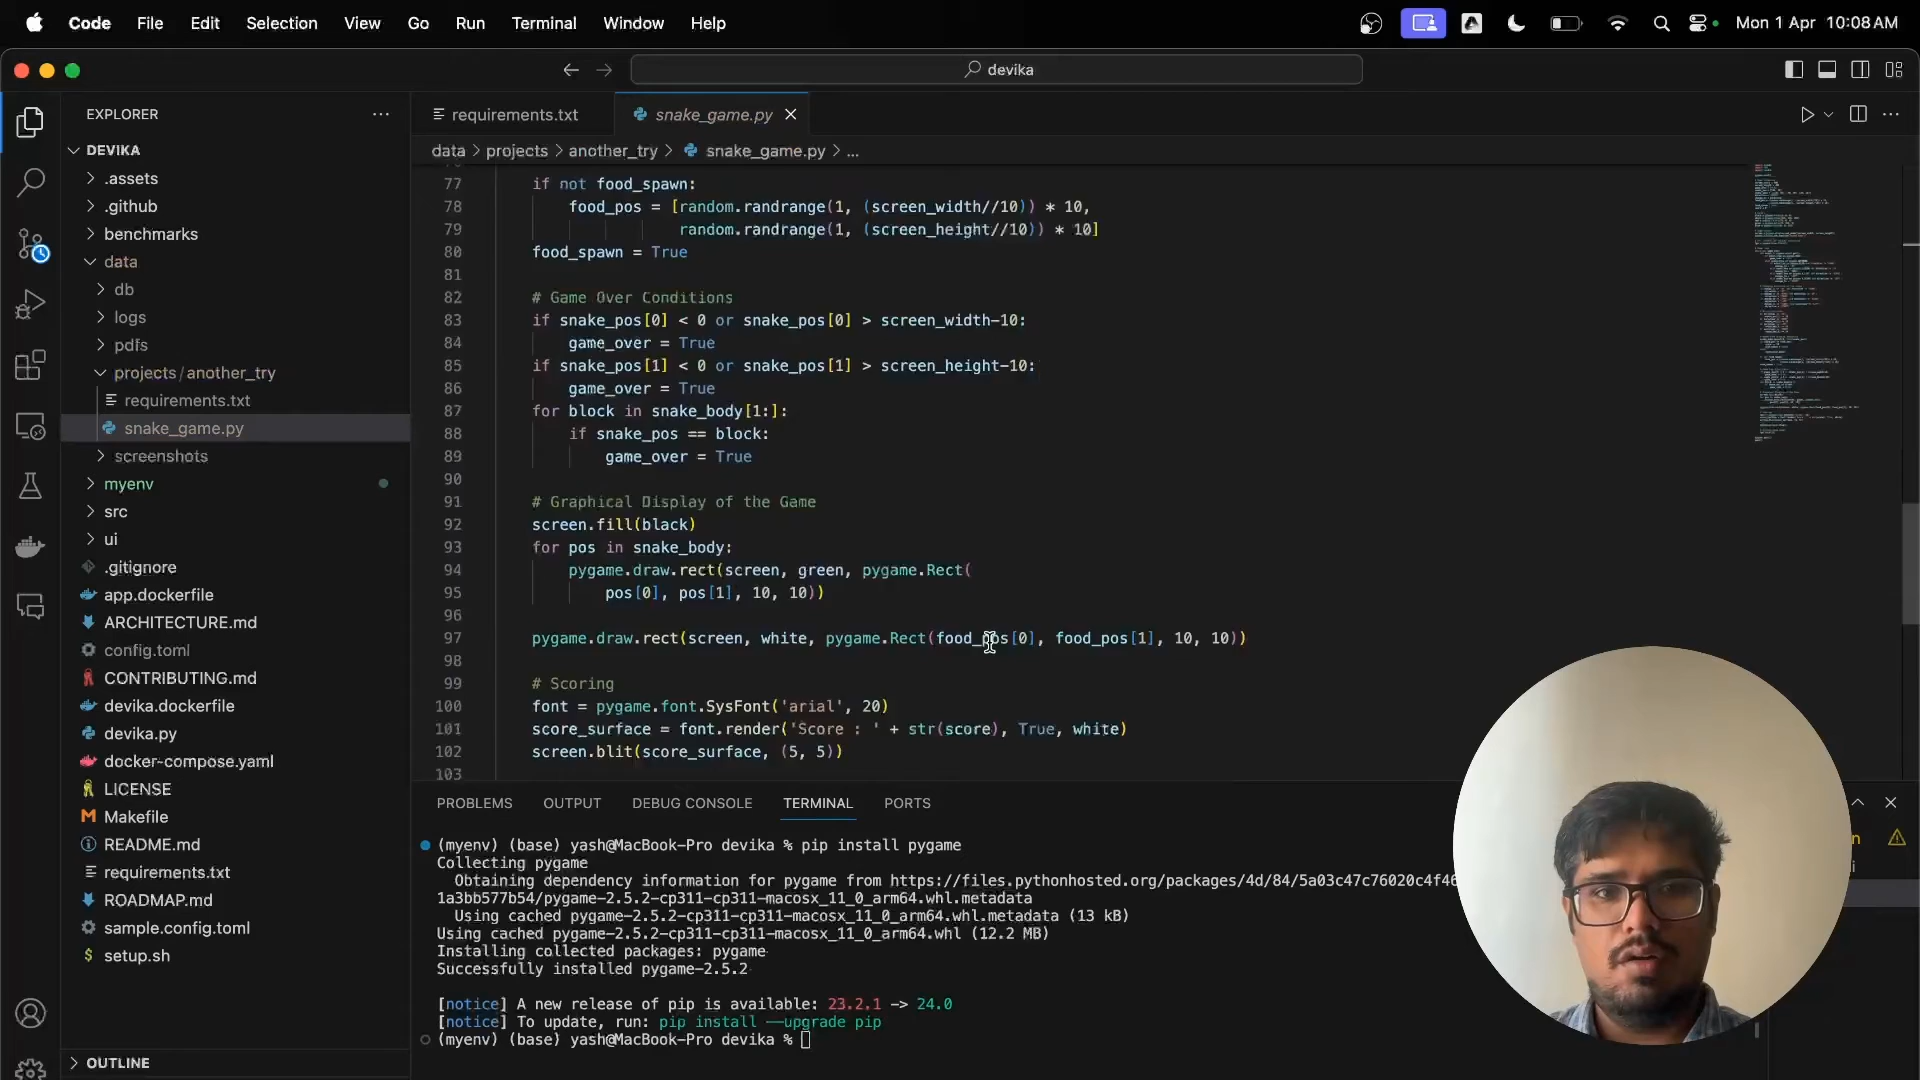 Code File Edit Selection View Go Run Terminal Window Help Mon 1 Apr 10:08 AM
devika
EXPLORER
DEVIKA
.assets
.github
benchmarks
data
db
logs
pdfs
projects / another_try
requirements.txt
snake_game.py
screenshots
myenv
src
ui
.gitignore
app.dockerfile
ARCHITECTURE.md
config.toml
CONTRIBUTING.md
devika.dockerfile
devika.py
docker-compose.yaml
LICENSE
Makefile
README.md
requirements.txt
ROADMAP.md
sample.config.toml
$ setup.sh
OUTLINE
requirements.txt snake_game.py
data > projects > another_try > snake_game.py > ...
77 if not food_spawn:
78 food_pos = [random.randrange(1, (screen_width//10)) * 10,
79 random.randrange(1, (screen_height//10)) * 10]
80 food_spawn = True
81
82 # Game Over Conditions
83 if snake_pos[0] < 0 or snake_pos[0] > screen_width-10:
84 game_over = True
85 if snake_pos[1] < 0 or snake_pos[1] > screen_height-10:
86 game_over = True
87 for block in snake_body[1:]:
88 if snake_pos == block:
89 game_over = True
90
91 # Graphical Display of the Game
92 screen.fill(black)
93 for pos in snake_body:
94 pygame.draw.rect(screen, green, pygame.Rect(
95 pos[0], pos[1], 10, 10))
96
97 pygame.draw.rect(screen, white, pygame.Rect(food_pos[0], food_pos[1], 10, 10))
98
99 # Scoring
100 font = pygame.font.SysFont('arial', 20)
101 score_surface = font.render('Score : ' + str(score), True, white)
102 screen.blit(score_surface, (5, 5))
103
PROBLEMS OUTPUT DEBUG CONSOLE TERMINAL PORTS
(myenv) (base) yash@MacBook-Pro devika % pip install pygame
Collecting pygame
Obtaining dependency information for pygame from https://files.pythonhosted.org/packages/4d/84/5a03c47c76020c4f46
1a3bb577b54/pygame-2.5.2-cp311-cp311-macosx_11_0_arm64.whl.metadata
Using cached pygame-2.5.2-cp311-cp311-macosx_11_0_arm64.whl.metadata (13 kB)
Using cached pygame-2.5.2-cp311-cp311-macosx_11_0_arm64.whl (12.2 MB)
Installing collected packages: pygame
Successfully installed pygame-2.5.2
[notice] A new release of pip is available: 23.2.1 -> 24.0
[notice] To update, run: pip install --upgrade pip
(myenv) (base) yash@MacBook-Pro devika %